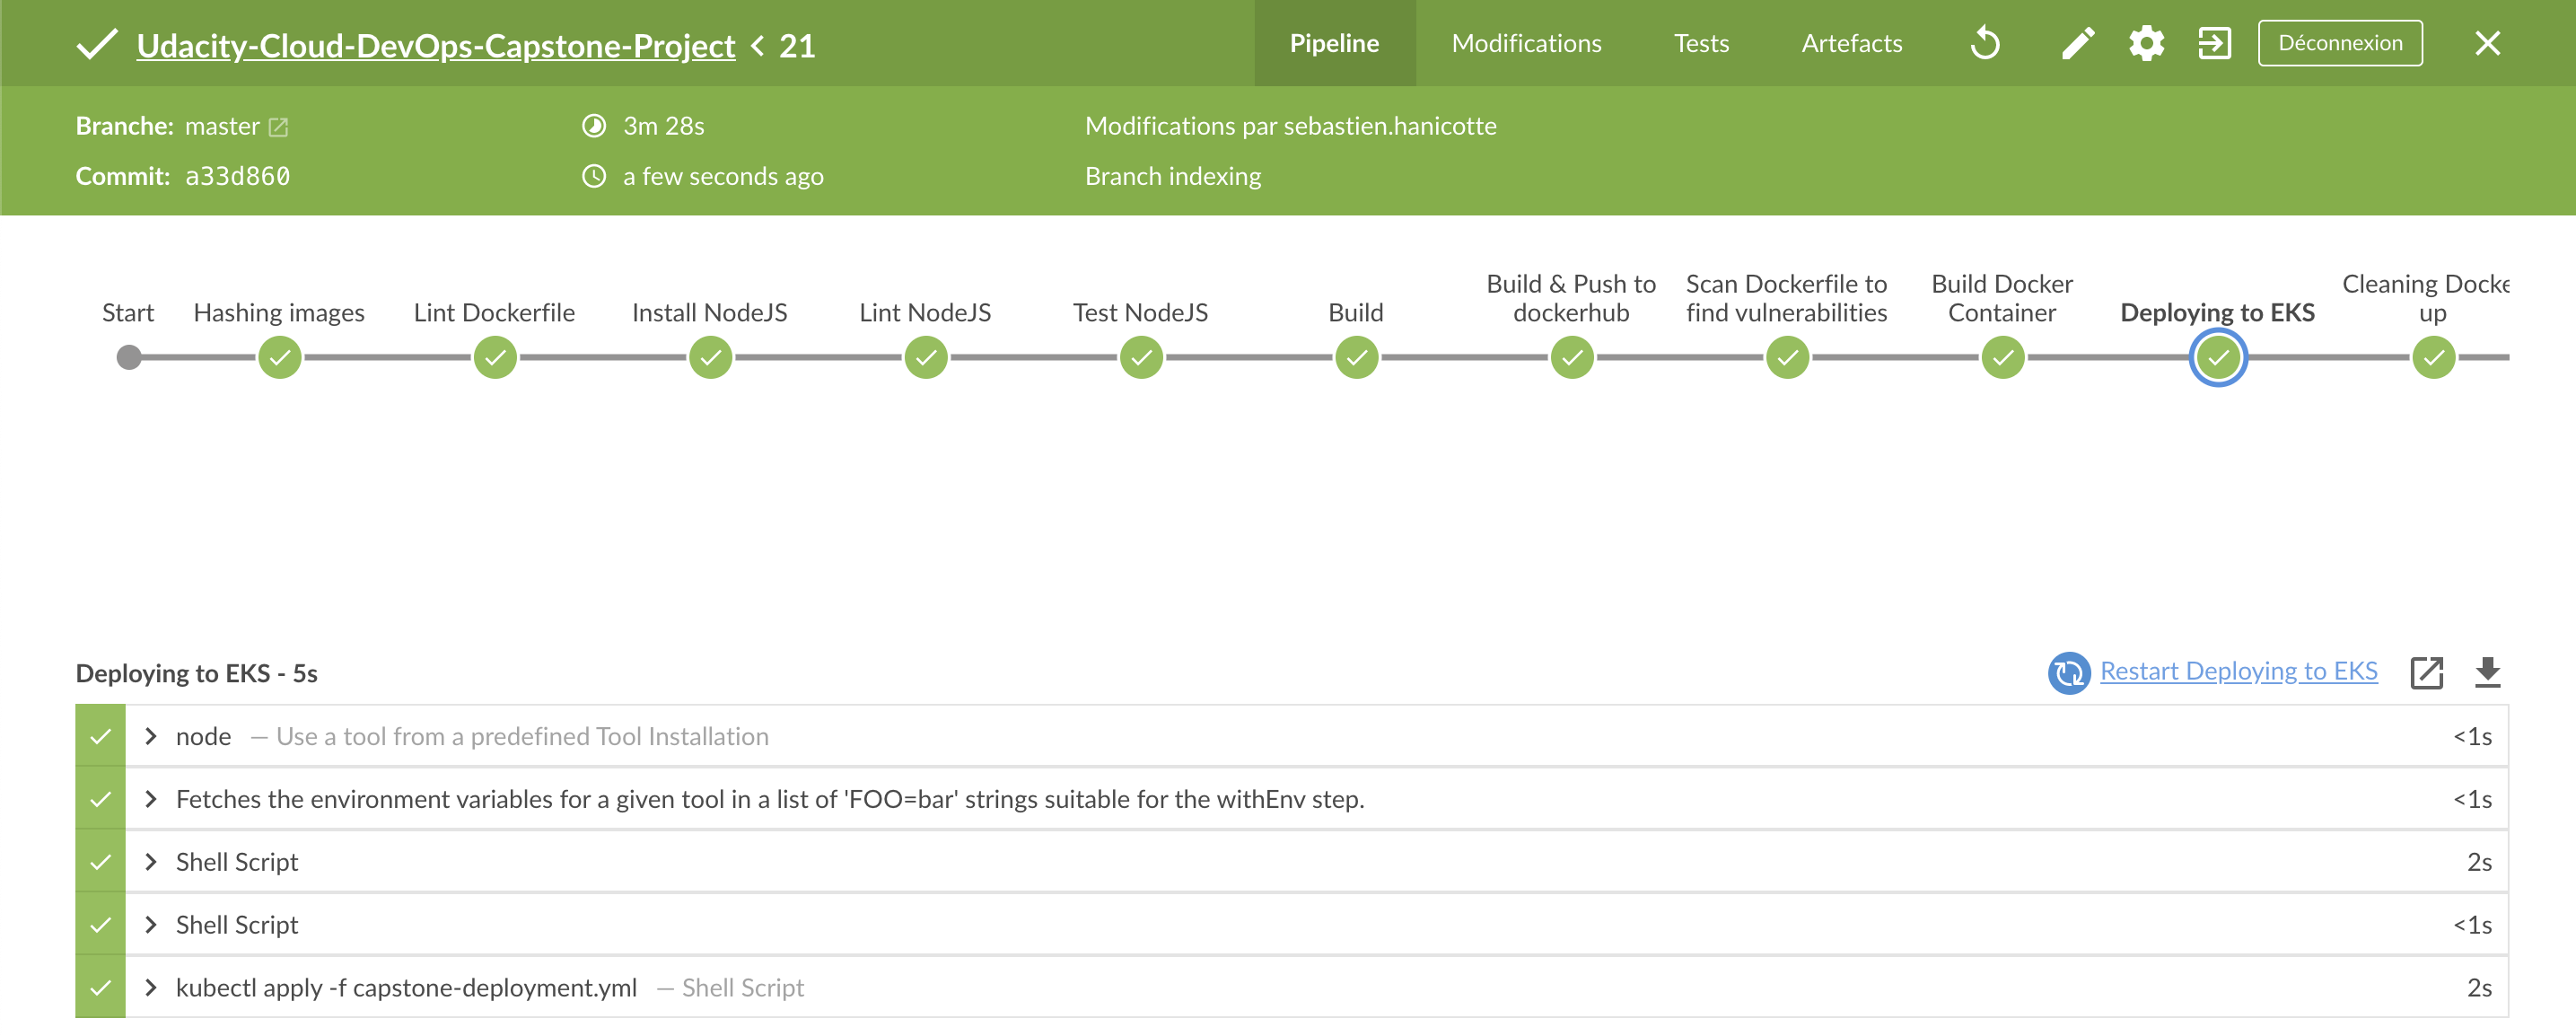 Udacity-Cloud-DevOps-Capstone-Project < 21
Pipeline Modifications Tests Artefacts Déconnexion
Branche: master 3m 28s Modifications par sebastien.hanicotte
Commit: a33d860 a few seconds ago Branch indexing
Start
Hashing images
Lint Dockerfile
Install NodeJS
Lint NodeJS
Test NodeJS
Build
Build & Push to
dockerhub
Scan Dockerfile to
find vulnerabilities
Build Docker
Container
Deploying to EKS
Cleaning Docke
up
Deploying to EKS - 5s
Restart Deploying to EKS
node — Use a tool from a predefined Tool Installation <1s
Fetches the environment variables for a given tool in a list of 'FOO=bar' strings suitable for the withEnv step. <1s
Shell Script 2s
Shell Script <1s
kubectl apply -f capstone-deployment.yml — Shell Script 2s